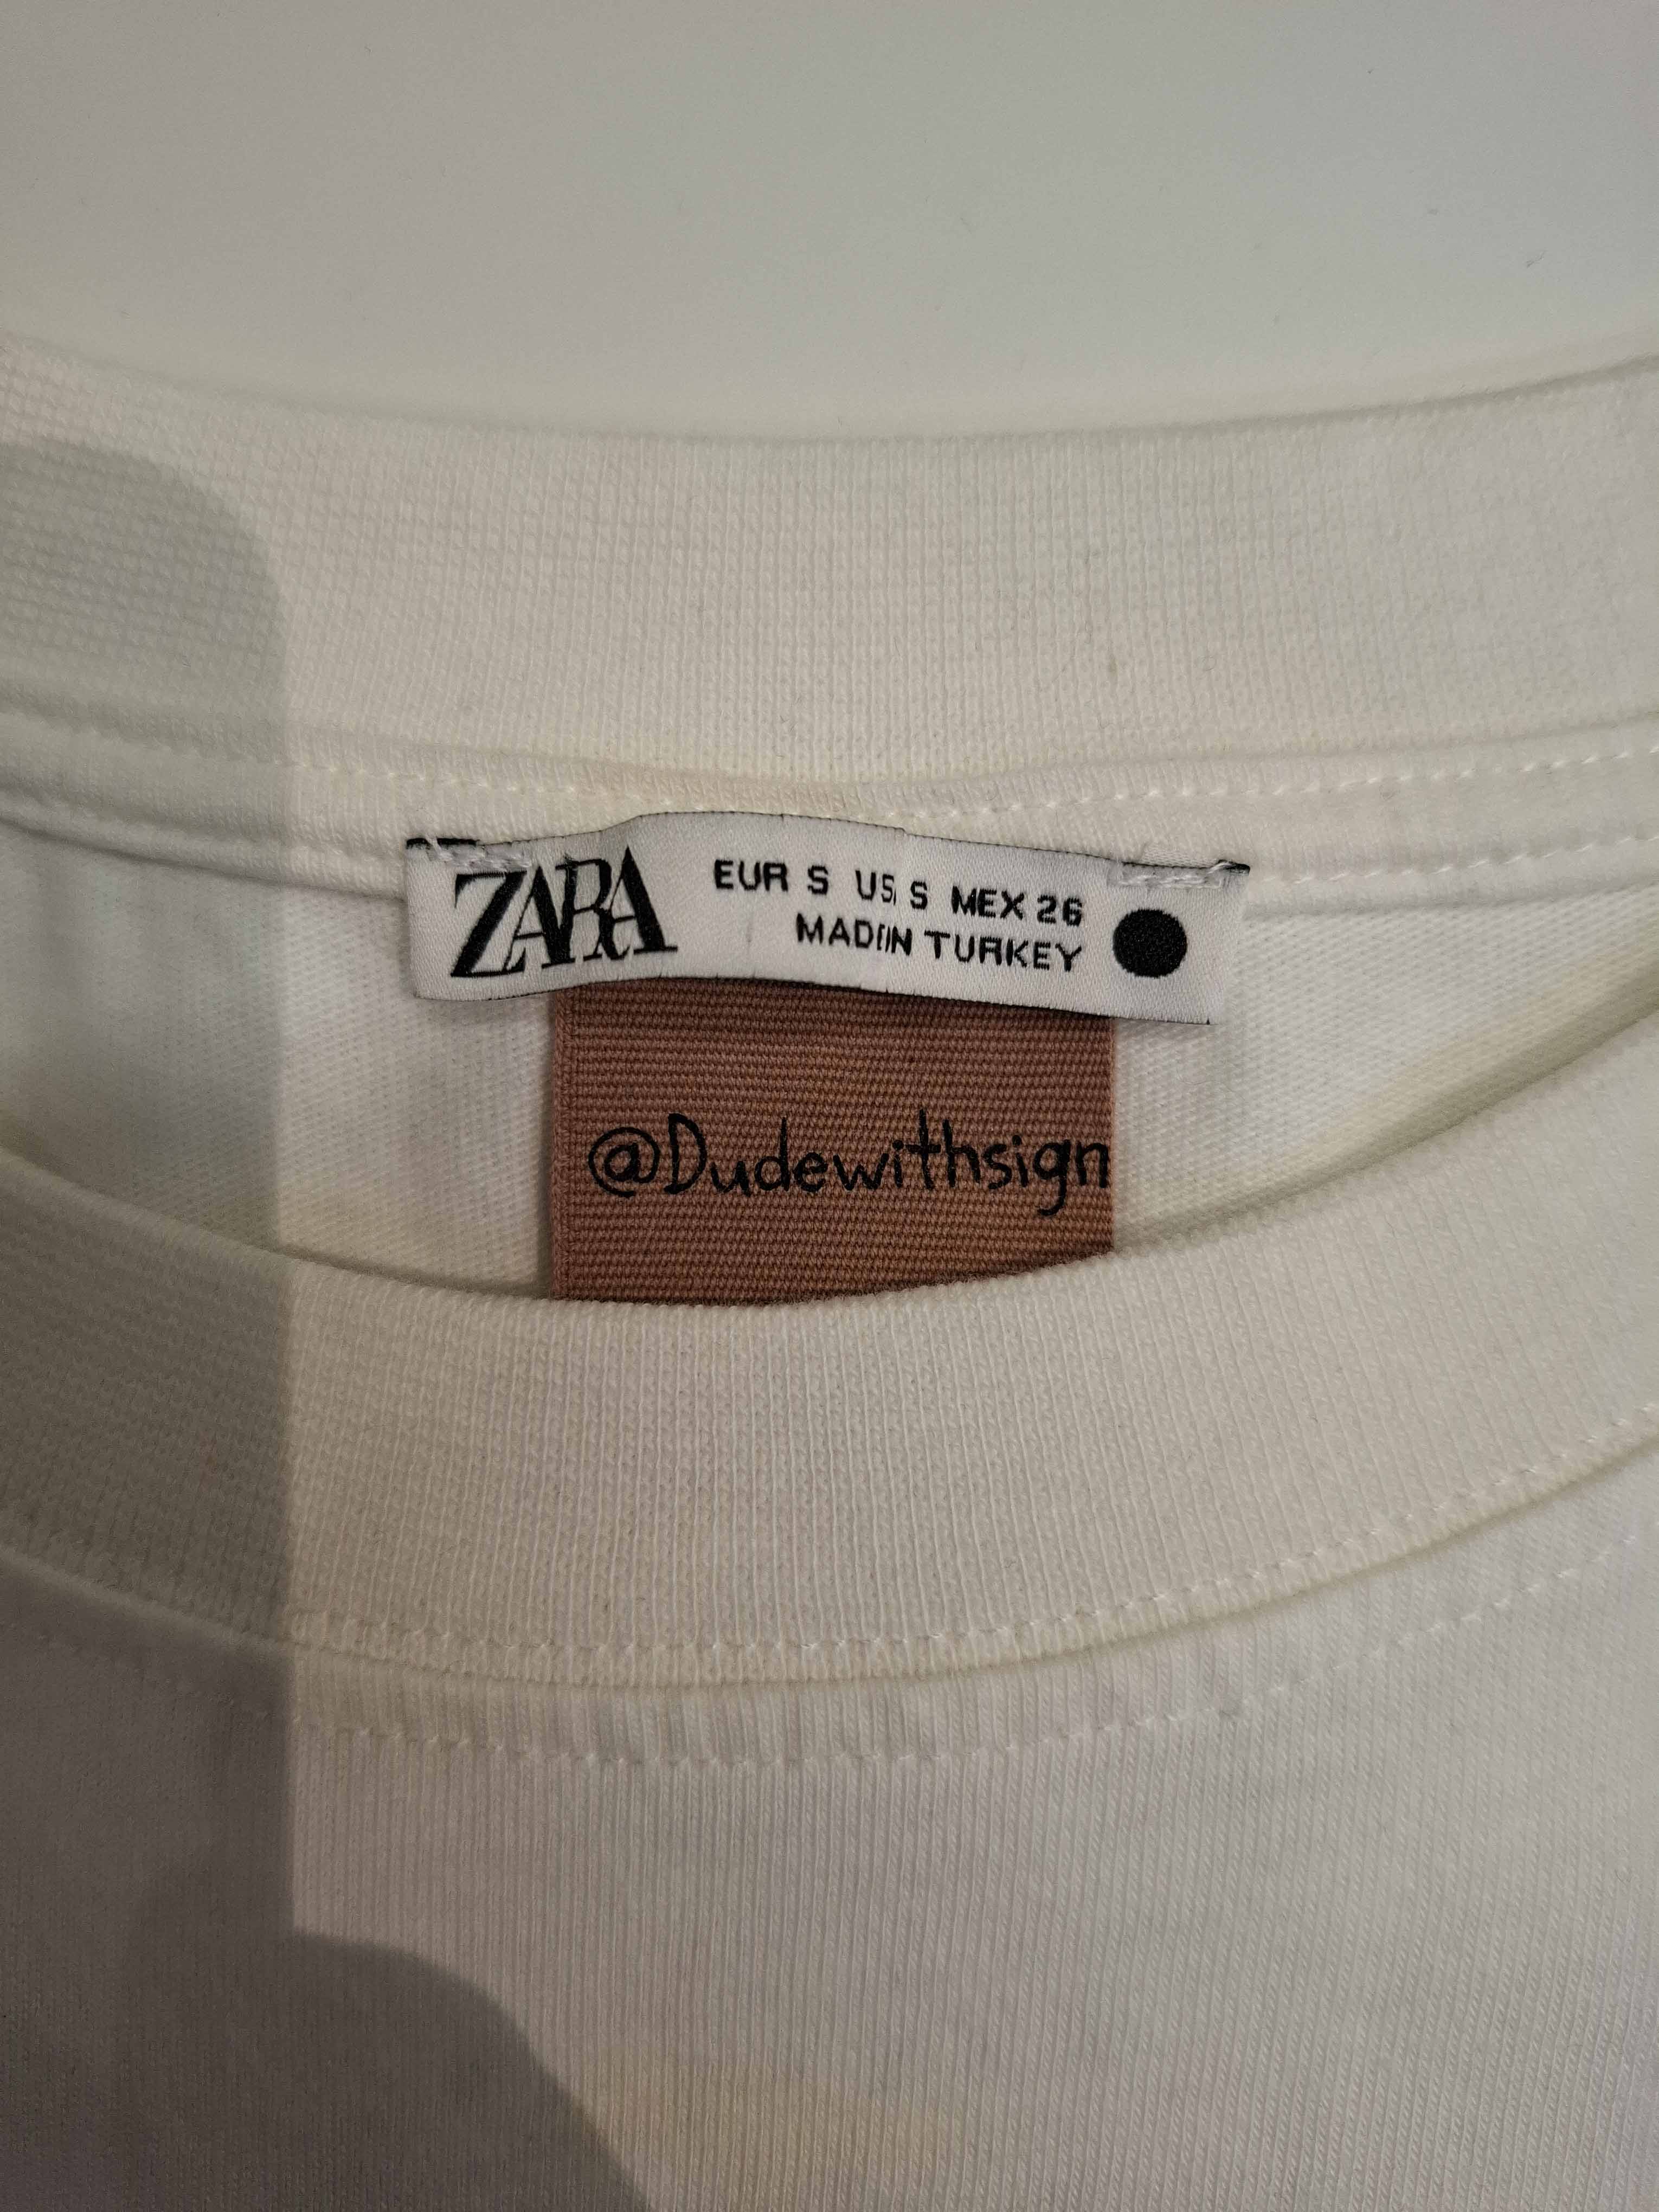 ZARA
EUR S US S MEX 26
MADE IN TURKEY
@Dudewithsign